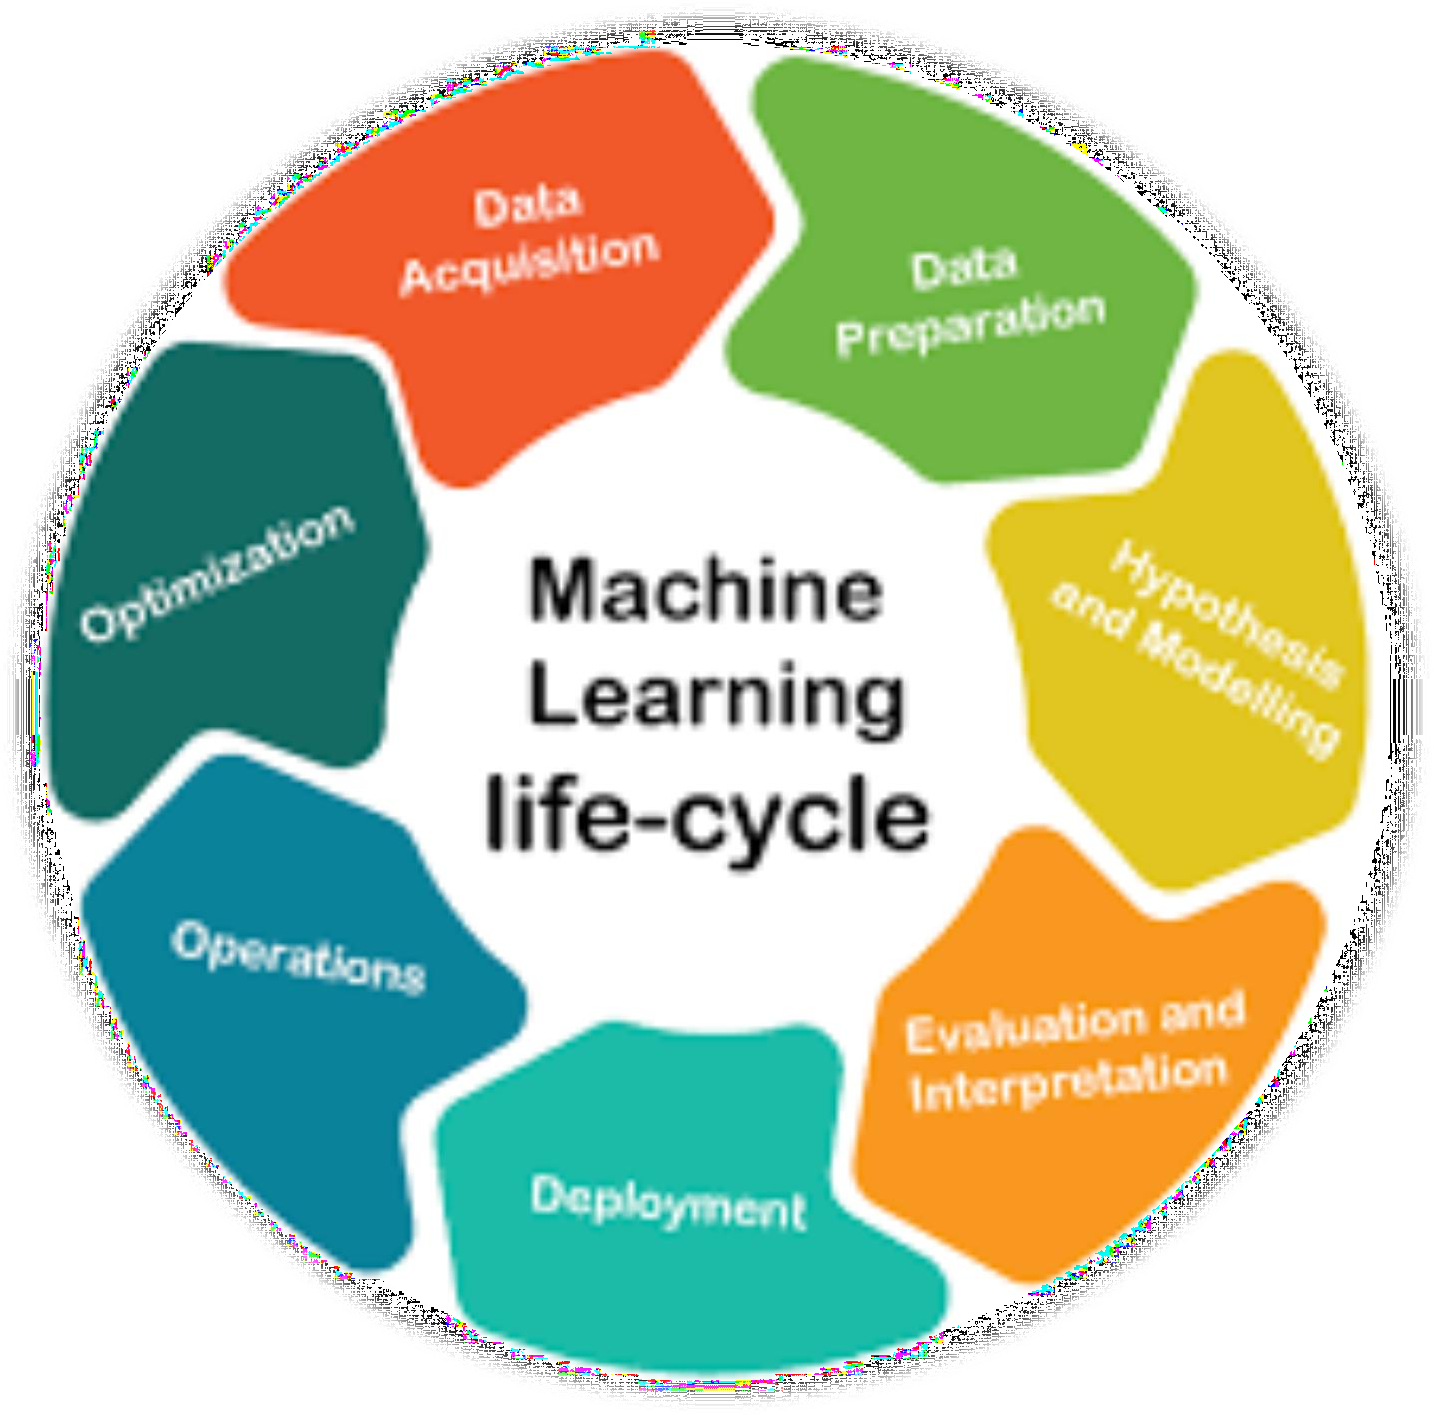 Data
Acquisition
Data
Preparation
Hypothesis
and Modelling
Evaluation and
Interpretation
Deployment
Operations
Optimization
Machine
Learning
life-cycle